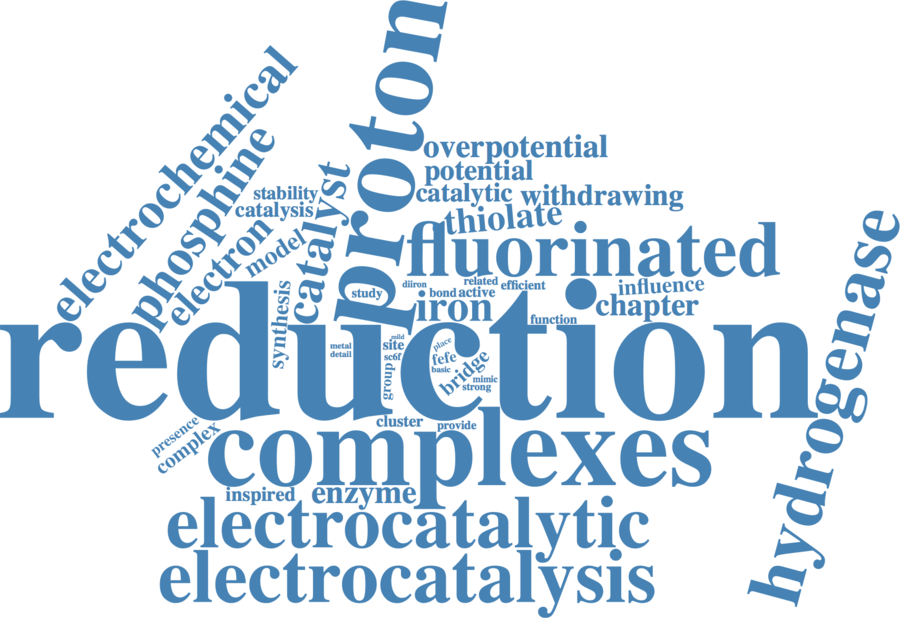 proton
electrochemical
phosphine
overpotential
potential
stability
catalysis
catalyst
catalytic
withdrawing
electron
model
thiolate
fluorinated
hydrogenase
synthesis
study
diiron
related
efficient
bond
active
influence
chapter
iron
function
reduction
metal
detail
mild
site
sc6f
group
place
fefe
basic
bridge
mimic
strong
presence
complex
cluster
provide
complexes
inspired
enzyme
electrocatalytic
electrocatalysis